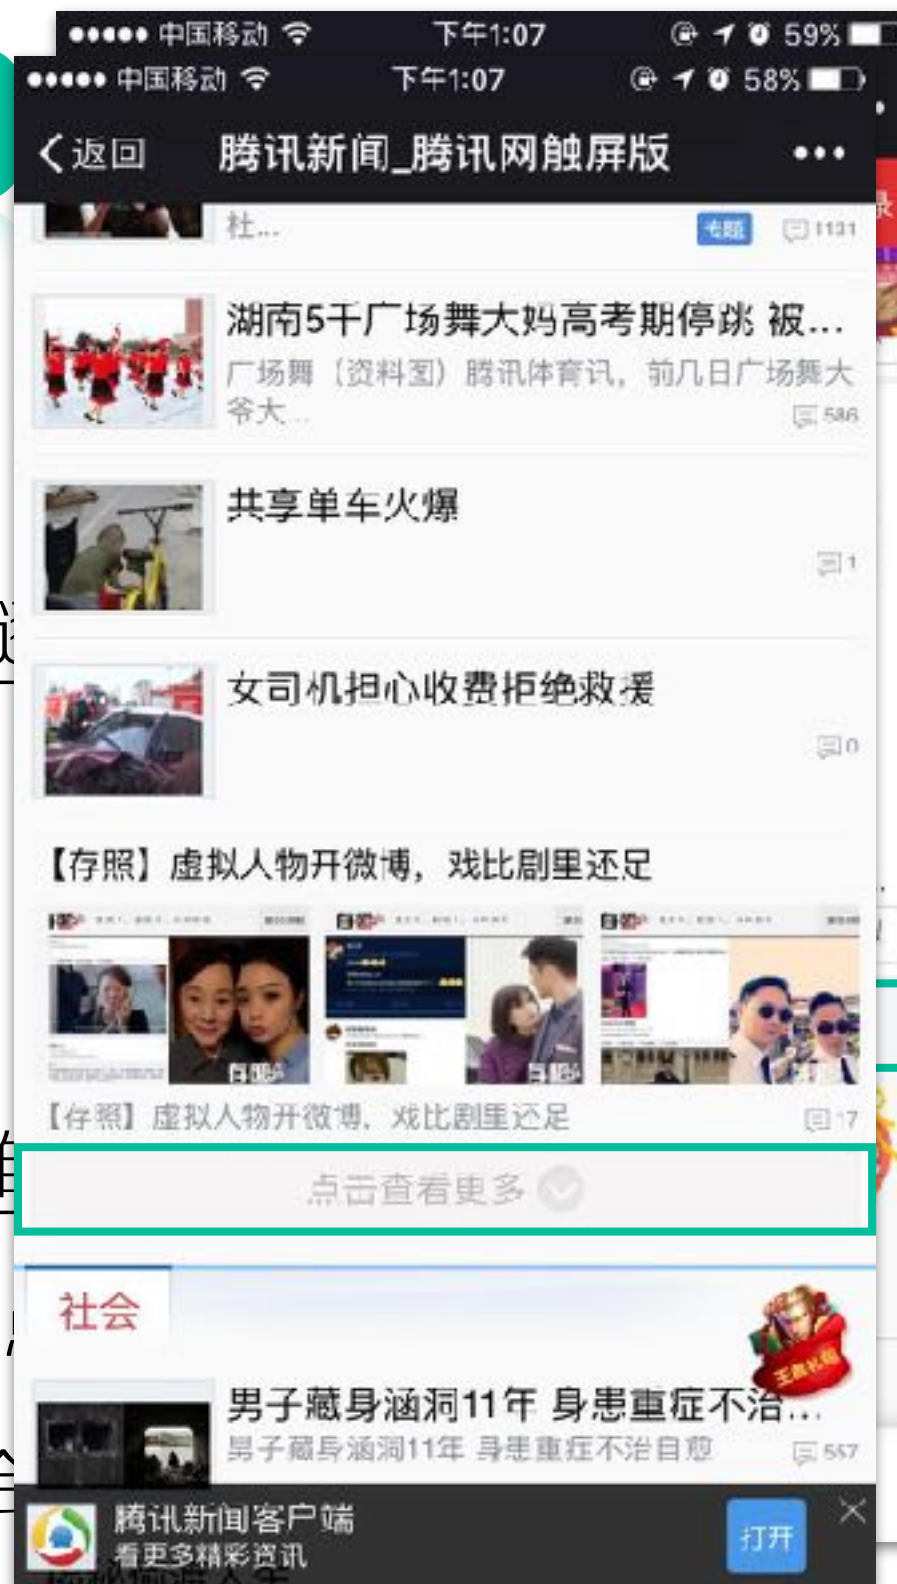 中国移动 下午1:07 59%
中国移动 下午1:07 58%
返回 腾讯新闻_腾讯网触屏版
录
杜... 专题 1131
湖南5千广场舞大妈高考期停跳 被...
广场舞（资料图）腾讯体育讯，前几日广场舞大
爷大... 586
共享单车火爆
1
女司机担心收费拒绝救援
0
【存照】虚拟人物开微博，戏比剧里还足
【存照】虚拟人物开微博，戏比剧里还足 17
点击查看更多
社会
王者礼包
男子藏身涵洞11年 身患重症不治...
男子藏身涵洞11年 身患重症不治自愈 557
腾讯新闻客户端
看更多精彩资讯
打开